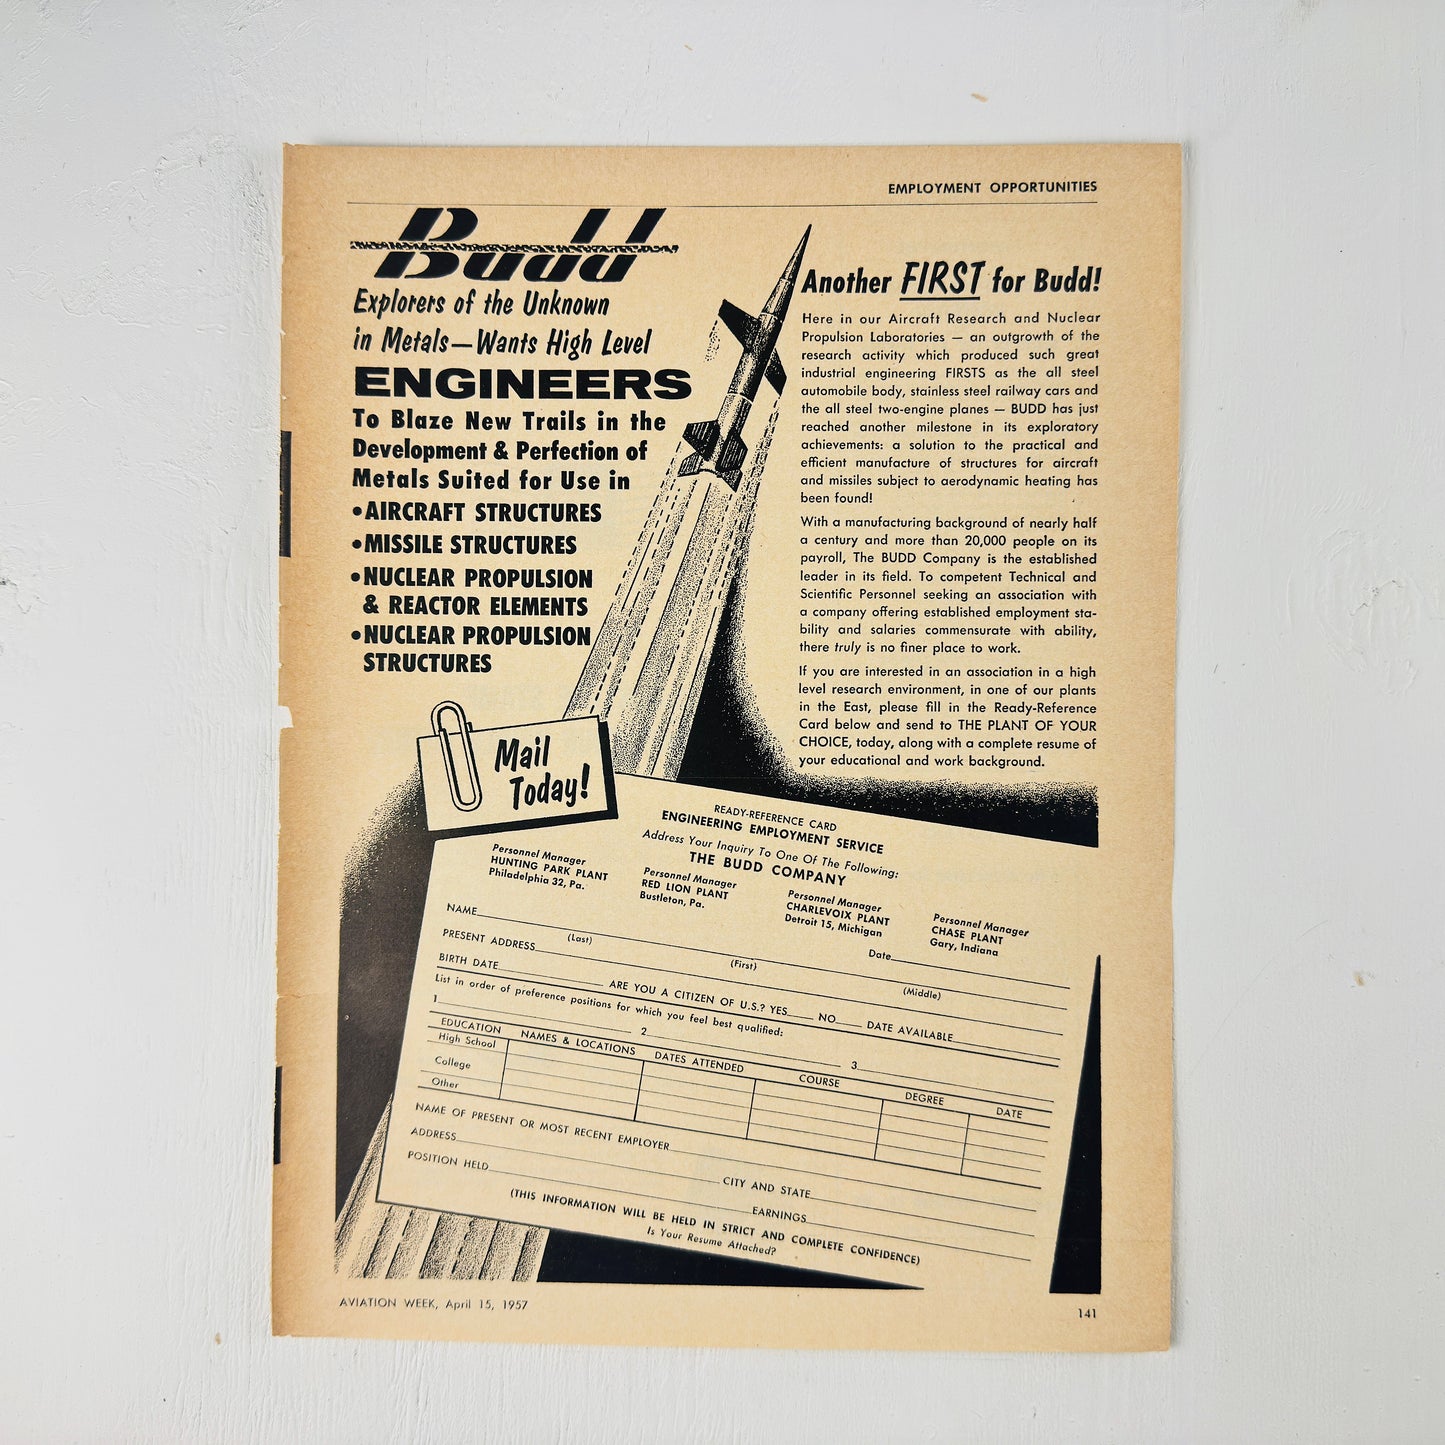 EMPLOYMENT OPPORTUNITIES
Budd
Explorers of the Unknown
in Metals—Wants High Level
ENGINEERS
To Blaze New Trails in the
Development & Perfection of
Metals Suited for Use in
•AIRCRAFT STRUCTURES
•MISSILE STRUCTURES
•NUCLEAR PROPULSION
& REACTOR ELEMENTS
•NUCLEAR PROPULSION
STRUCTURES
Another FIRST for Budd!
Here in our Aircraft Research and Nuclear
Propulsion Laboratories — an outgrowth of the
research activity which produced such great
industrial engineering FIRSTS as the all steel
automobile body, stainless steel railway cars and
the all steel two-engine planes — BUDD has just
reached another milestone in its exploratory
achievements: a solution to the practical and
efficient manufacture of structures for aircraft
and missiles subject to aerodynamic heating has
been found!
With a manufacturing background of nearly half
a century and more than 20,000 people on its
payroll, The BUDD Company is the established
leader in its field. To competent Technical and
Scientific Personnel seeking an association with
a company offering established employment sta-
bility and salaries commensurate with ability,
there truly is no finer place to work.
If you are interested in an association in a high
level research environment, in one of our plants
in the East, please fill in the Ready-Reference
Card below and send to THE PLANT OF YOUR
CHOICE, today, along with a complete resume of
your educational and work background.
Mail
Today!
READY-REFERENCE CARD
ENGINEERING EMPLOYMENT SERVICE
Address Your Inquiry To One Of The Following:
THE BUDD COMPANY
Personnel Manager
HUNTING PARK PLANT
Philadelphia 32, Pa.
Personnel Manager
RED LION PLANT
Bustleton, Pa.
Personnel Manager
CHARLEVOIX PLANT
Detroit 15, Michigan
Personnel Manager
CHASE PLANT
Gary, Indiana
NAME Date
(Last) (First) (Middle)
PRESENT ADDRESS
BIRTH DATE ARE YOU A CITIZEN OF U.S.? YES NO DATE AVAILABLE
List in order of preference positions for which you feel best qualified:
1 2 3
EDUCATION NAMES & LOCATIONS DATES ATTENDED COURSE DEGREE DATE
High School
College
Other
NAME OF PRESENT OR MOST RECENT EMPLOYER
ADDRESS CITY AND STATE
POSITION HELD EARNINGS
(THIS INFORMATION WILL BE HELD IN STRICT AND COMPLETE CONFIDENCE)
Is Your Resume Attached?
AVIATION WEEK, April 15, 1957
141